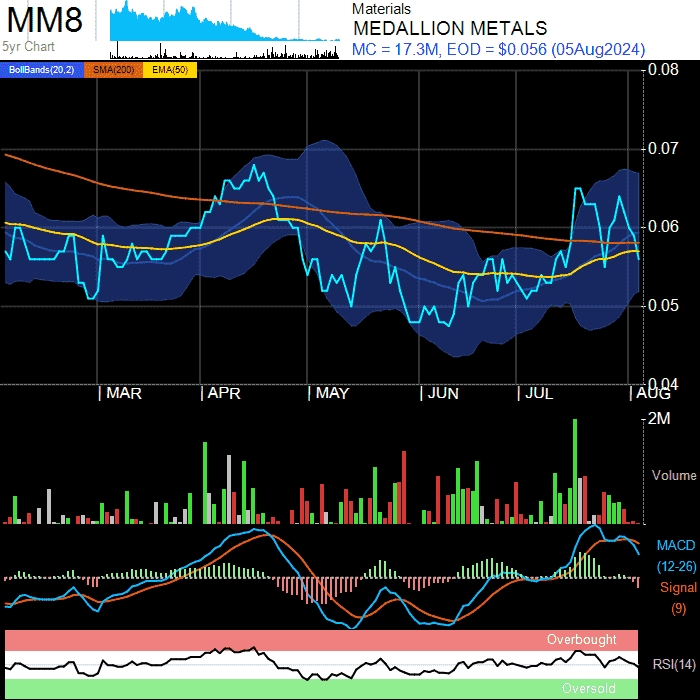 MM8
5yr Chart
Materials
MEDALLION METALS
MC = 17.3M, EOD = $0.056 (05Aug2024)
BollBands(20,2) SMA(200) EMA(50)
0.08
0.07
0.06
0.05
0.04
| MAR | APR | MAY | JUN | JUL | AUG
2M
Volume
MACD
(12-26)
Signal
(9)
Overbought
RSI(14)
Oversold